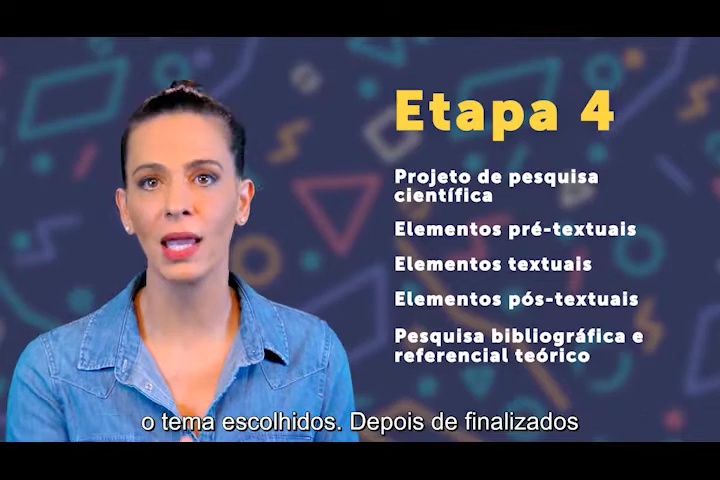 Etapa 4
Projeto de pesquisa
científica
Elementos pré-textuais
Elementos textuais
Elementos pós-textuais
Pesquisa bibliográfica e
referencial teórico
o tema escolhidos. Depois de finalizados